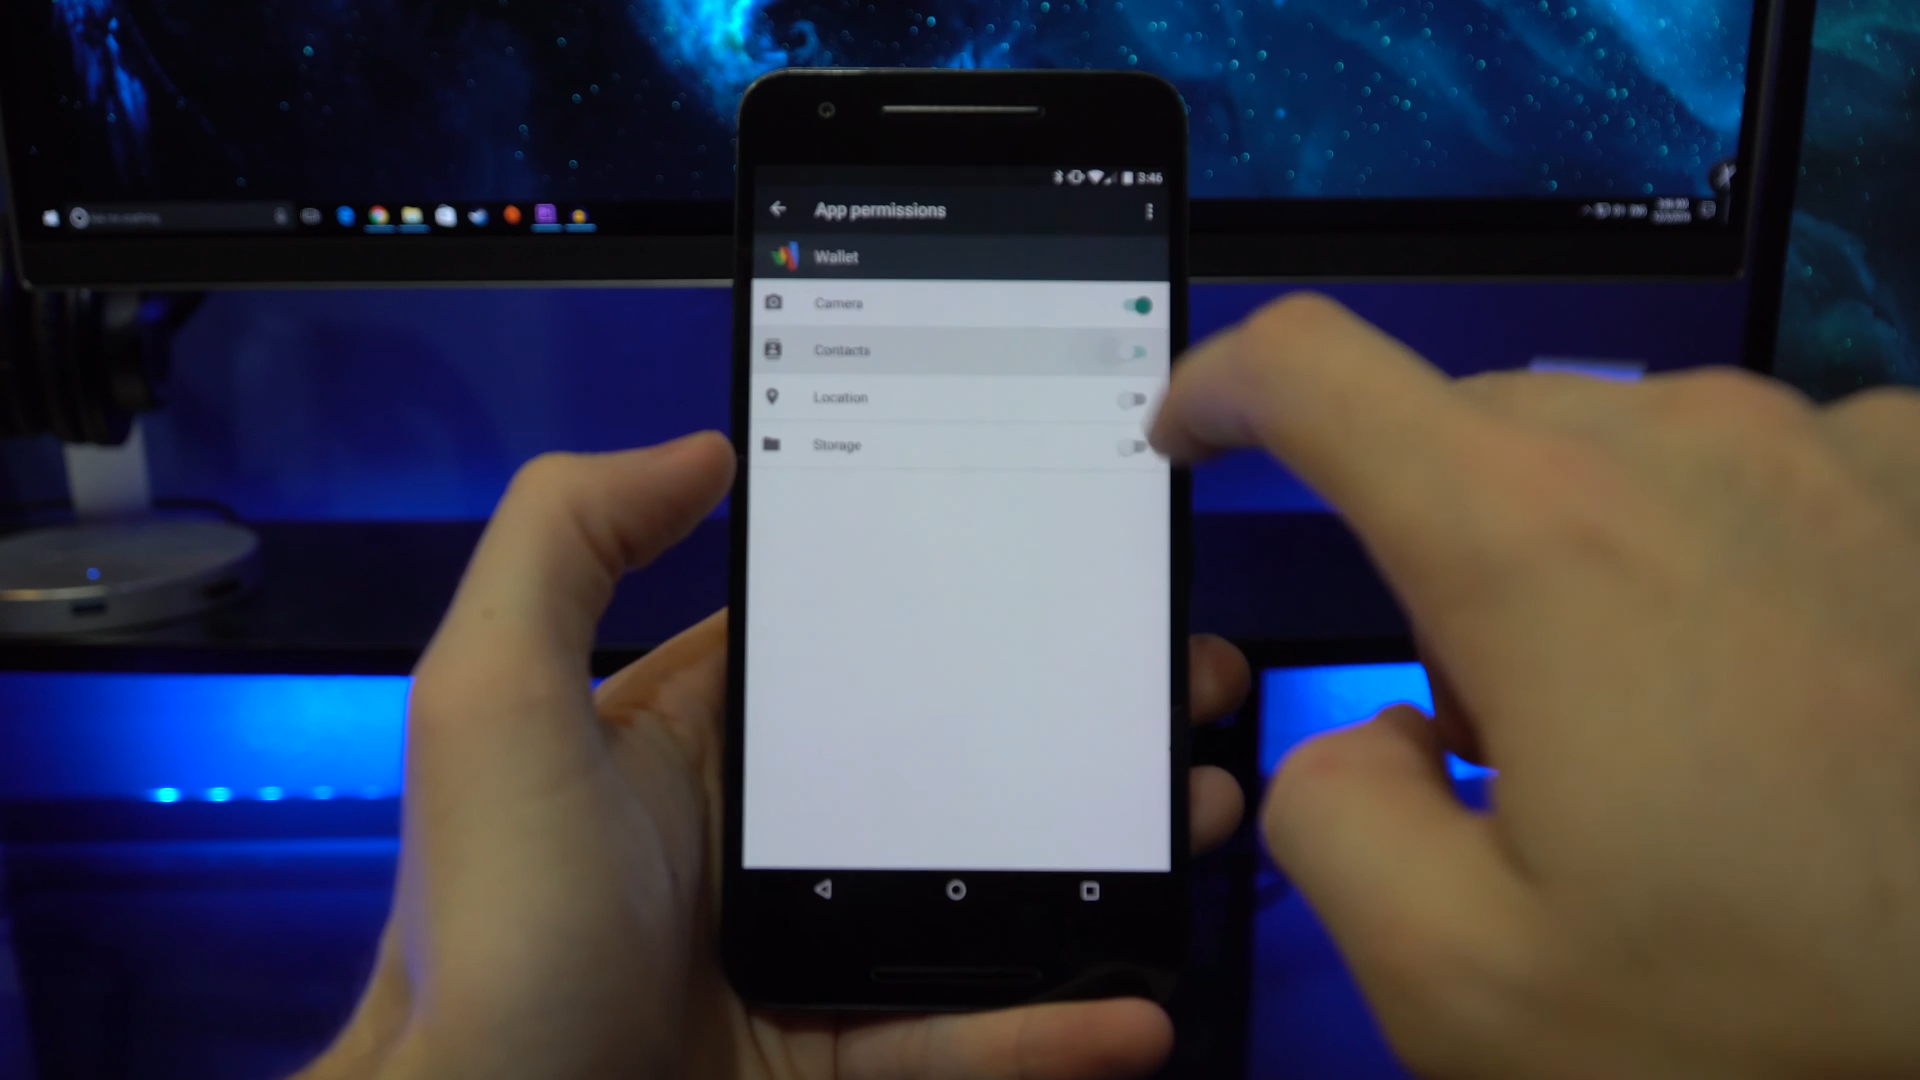 3:46
App permissions
Wallet
Camera
Contacts
Location
Storage